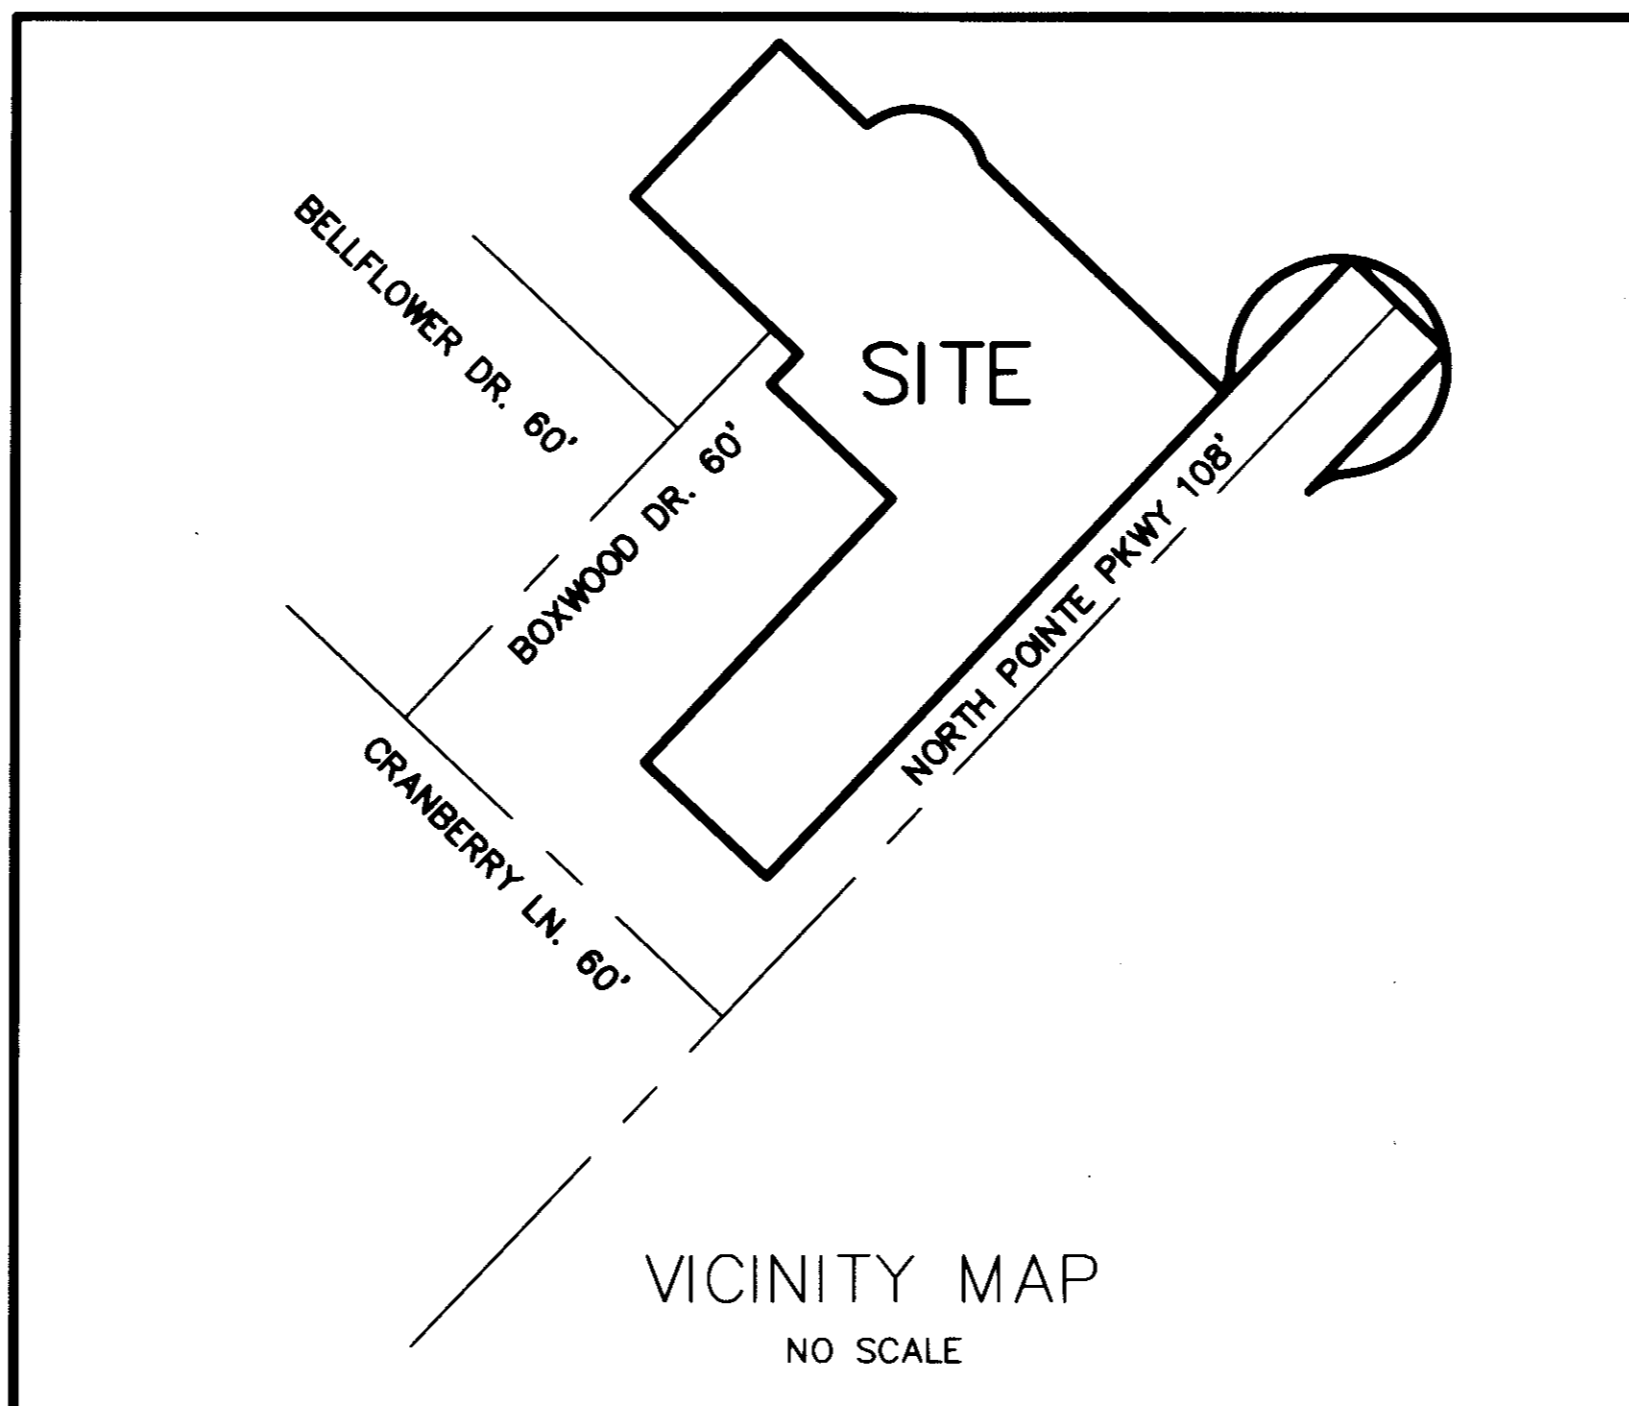 BELLFLOWER DR. 60'
SITE
BOXWOOD DR. 60'
NORTH POINTE PKWY 108'
CRANBERRY LN. 60'
VICINITY MAP
NO SCALE